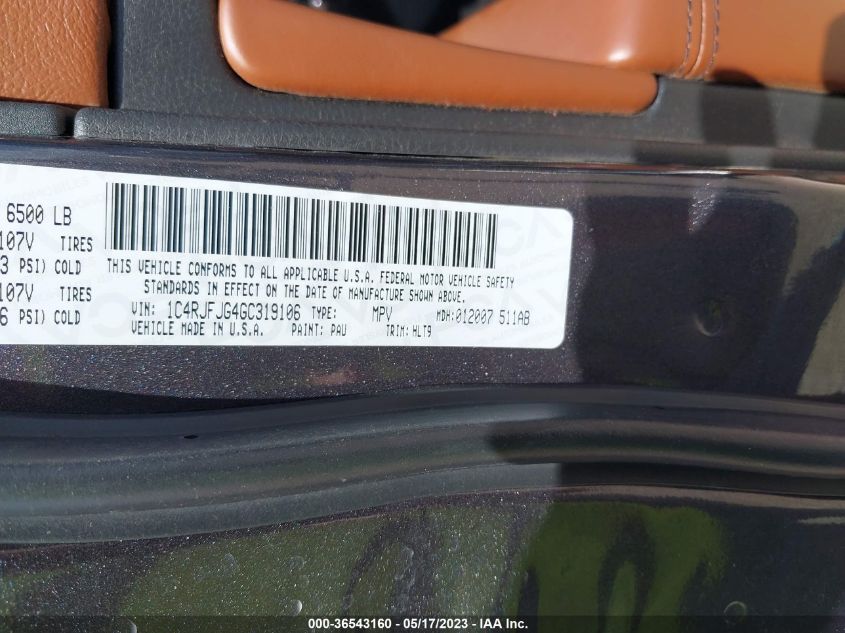 6500 LB
107V TIRES
3 PSI) COLD
107V TIRES
6 PSI) COLD
THIS VEHICLE CONFORMS TO ALL APPLICABLE U.S.A. FEDERAL MOTOR VEHICLE SAFETY
STANDARDS IN EFFECT ON THE DATE OF MANUFACTURE SHOWN ABOVE.
VIN: 1C4RJFJG4GC319106 TYPE: MPV MDH:012007 511AB
VEHICLE MADE IN U.S.A. PAINT: PAU TRIM: HLT9
000-36543160 - 05/17/2023 - IAA Inc.